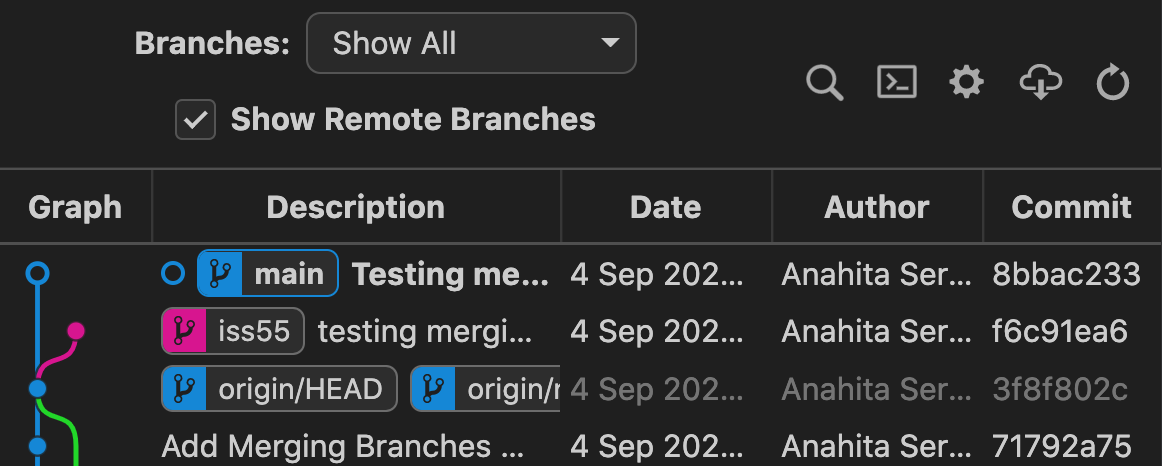 Branches: Show All
Show Remote Branches
Graph Description Date Author Commit
main Testing me... 4 Sep 202... Anahita Ser... 8bbac233
iss55 testing mergi... 4 Sep 202... Anahita Ser... f6c91ea6
origin/HEAD origin/ 4 Sep 202... Anahita Ser... 3f8f802c
Add Merging Branches ... 4 Sep 202... Anahita Ser... 71792a75